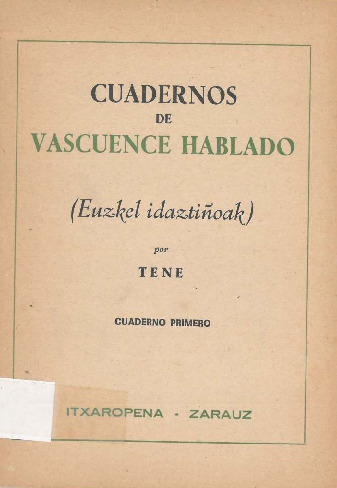 CUADERNOS
DE
VASCUENCE HABLADO
(Euzkel idaztiñoak)
por
TENE
CUADERNO PRIMERO
ITXAROPENA - ZARAUZ